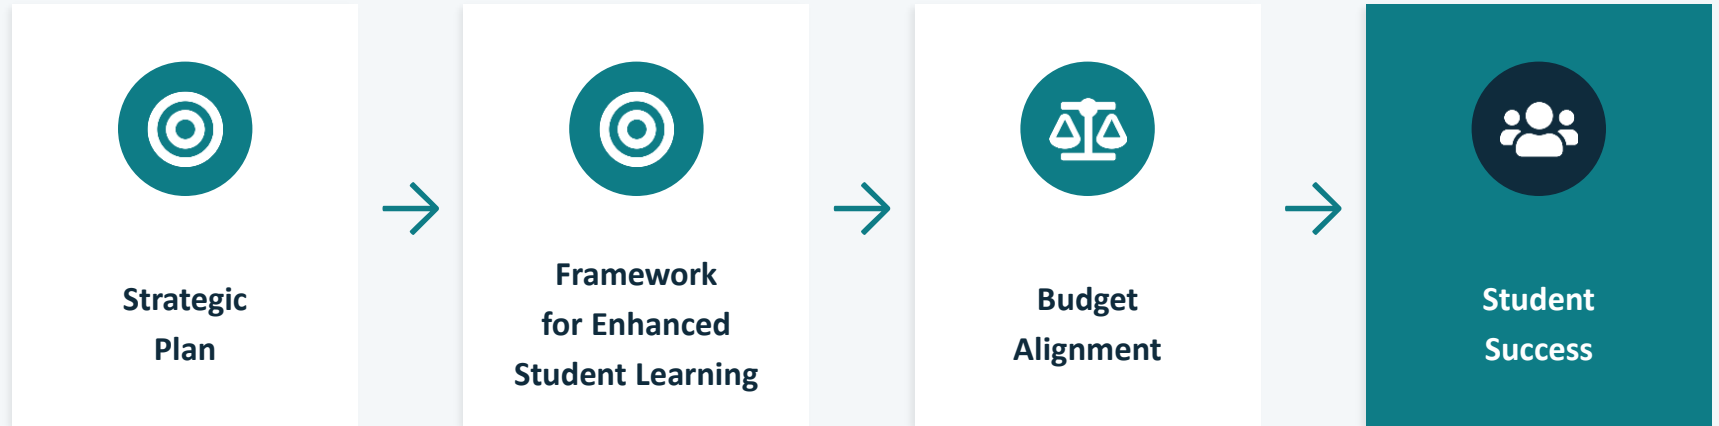 Strategic
Plan
Framework
for Enhanced
Student Learning
Budget
Alignment
Student
Success